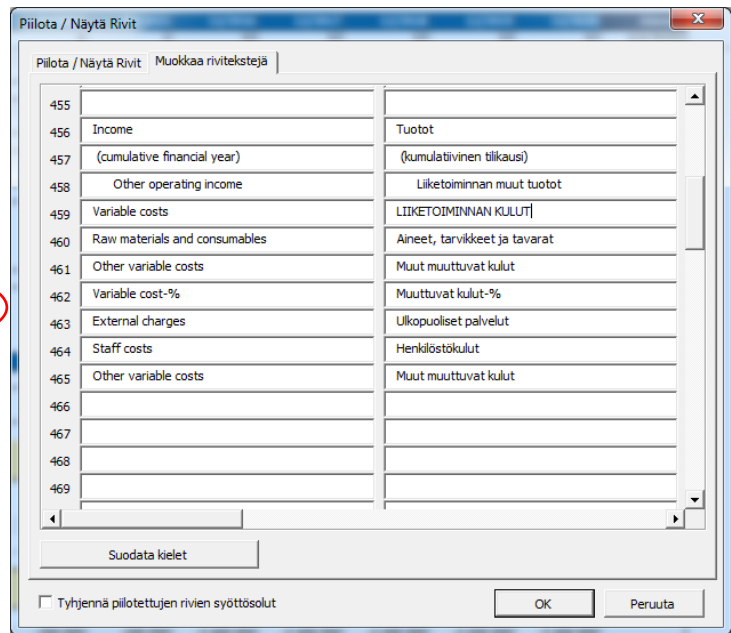 Piilota / Näytä Rivit
Piilota / Näytä Rivit Muokkaa rivitekstejä
455
456 Income Tuotot
457 (cumulative financial year) (kumulatiivinen tilikausi)
458 Other operating income Liiketoiminnan muut tuotot
459 Variable costs LIIKETOIMINNAN KULUT
460 Raw materials and consumables Aineet, tarvikkeet ja tavarat
461 Other variable costs Muut muuttuvat kulut
462 Variable cost-% Muuttuvat kulut-%
463 External charges Ulkopuoliset palvelut
464 Staff costs Henkilöstökulut
465 Other variable costs Muut muuttuvat kulut
466
467
468
469
Suodata kielet
Tyhjennä piilotettujen rivien syöttösolut OK Peruuta